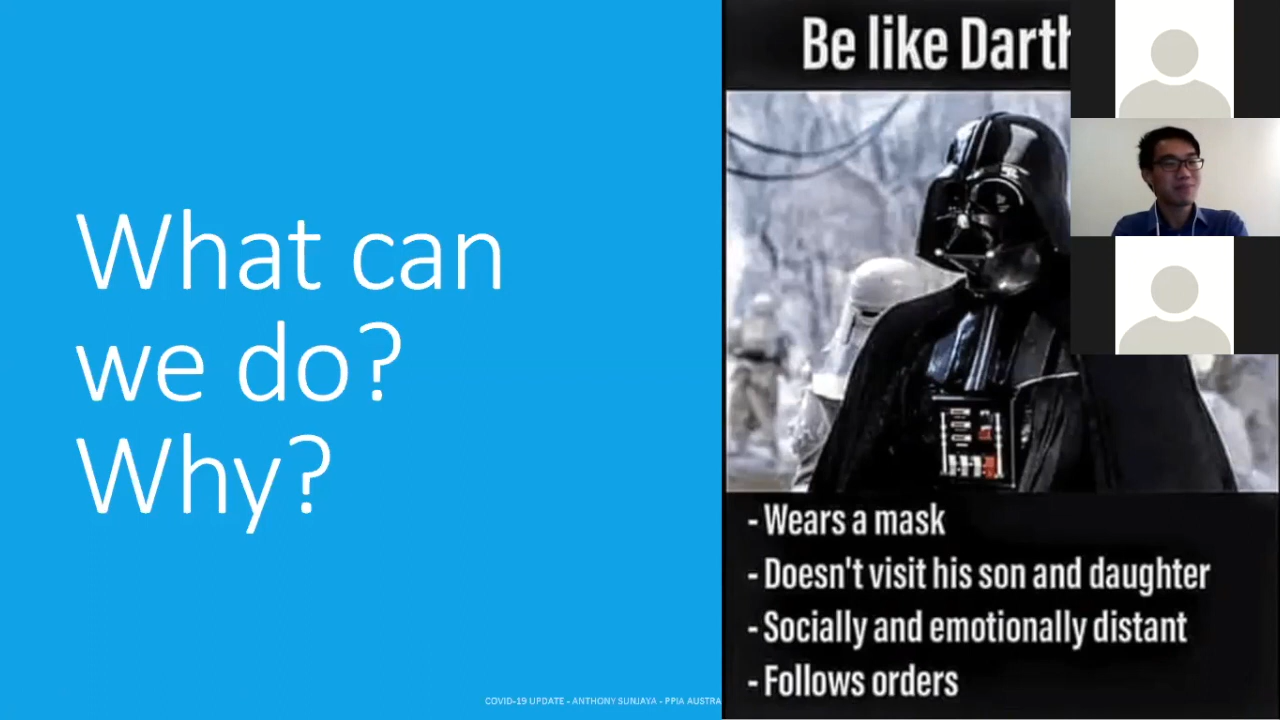 What can
we do?
Why?
Be like Darth
- Wears a mask
- Doesn't visit his son and daughter
- Socially and emotionally distant
- Follows orders
COVID-19 UPDATE - ANTHONY SUNJAYA - PPIA AUSTRA